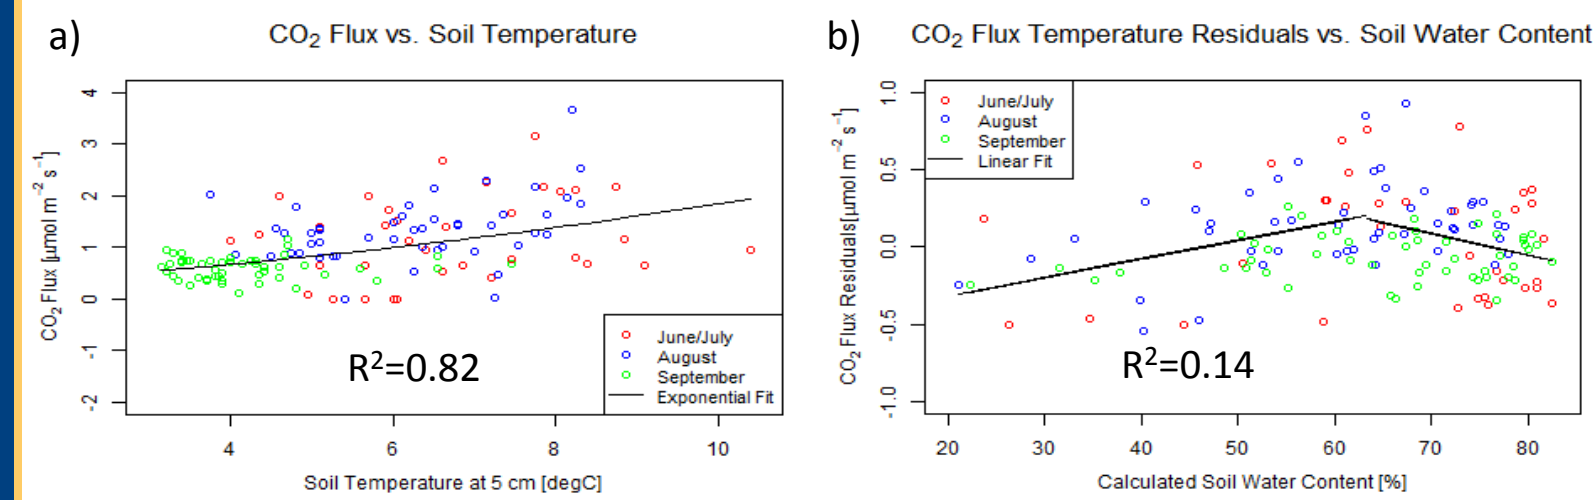 a)
CO₂ Flux vs. Soil Temperature
CO₂ Flux [µmol m⁻² s⁻¹]
4
3
2
1
0
-1
-2
R²=0.82
June/July
August
September
Exponential Fit
4 6 8 10
Soil Temperature at 5 cm [degC]
b)
CO₂ Flux Temperature Residuals vs. Soil Water Content
CO₂ Flux Residuals[µmol m⁻² s⁻¹]
1.0
0.5
0.0
-0.5
-1.0
June/July
August
September
Linear Fit
R²=0.14
20 30 40 50 60 70 80
Calculated Soil Water Content [%]